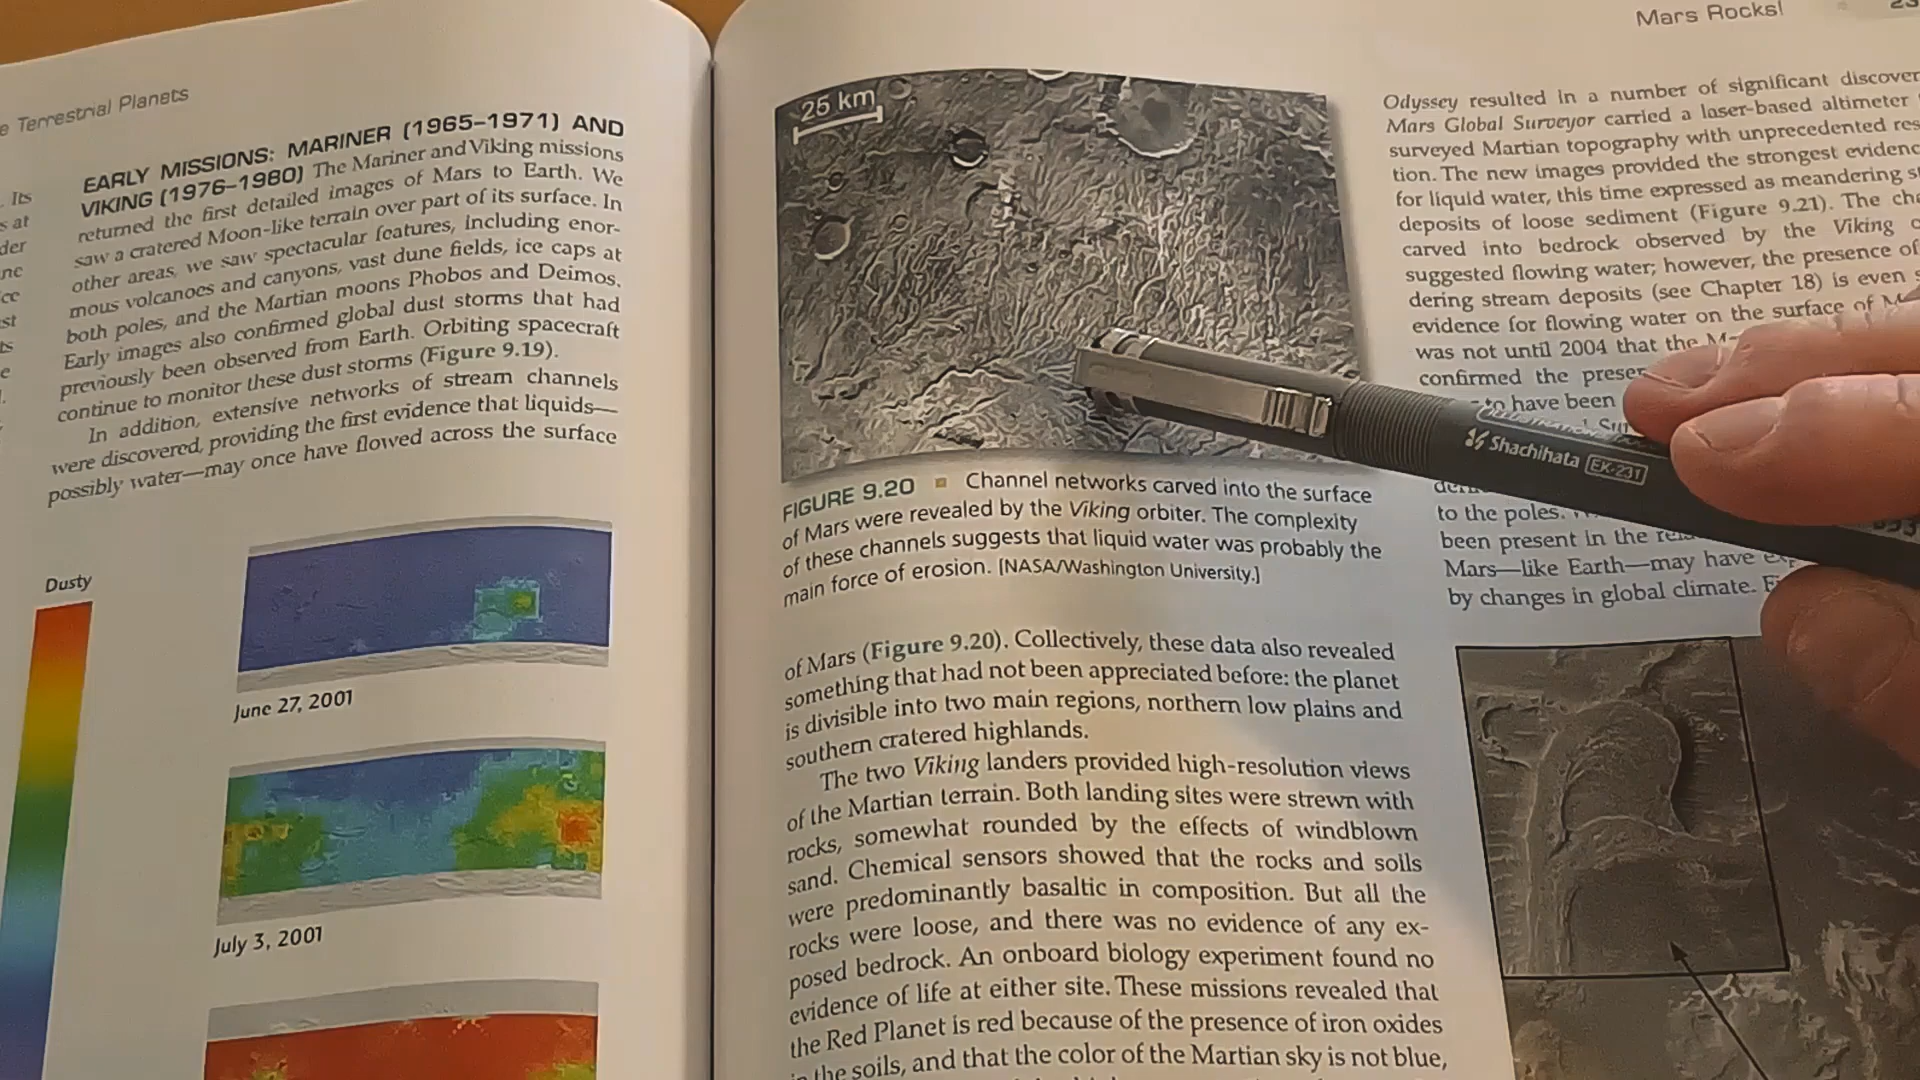 e Terrestrial Planets
. Its
s at
der
ne
ce
st
ts
e
EARLY MISSIONS: MARINER (1965–1971) AND
VIKING (1976–1980) The Mariner and Viking missions
returned the first detailed images of Mars to Earth. We
saw a cratered Moon-like terrain over part of its surface. In
other areas, we saw spectacular features, including enor-
mous volcanoes and canyons, vast dune fields, ice caps at
both poles, and the Martian moons Phobos and Deimos.
Early images also confirmed global dust storms that had
previously been observed from Earth. Orbiting spacecraft
continue to monitor these dust storms (Figure 9.19).
In addition, extensive networks of stream channels
were discovered, providing the first evidence that liquids—
possibly water—may once have flowed across the surface
Dusty
June 27, 2001
July 3, 2001
Mars Rocks!
25 km
FIGURE 9.20 ■ Channel networks carved into the surface
of Mars were revealed by the Viking orbiter. The complexity
of these channels suggests that liquid water was probably the
main force of erosion. [NASA/Washington University.]
of Mars (Figure 9.20). Collectively, these data also revealed
something that had not been appreciated before: the planet
is divisible into two main regions, northern low plains and
southern cratered highlands.
The two Viking landers provided high-resolution views
of the Martian terrain. Both landing sites were strewn with
rocks, somewhat rounded by the effects of windblown
sand. Chemical sensors showed that the rocks and soils
were predominantly basaltic in composition. But all the
rocks were loose, and there was no evidence of any ex-
posed bedrock. An onboard biology experiment found no
evidence of life at either site. These missions revealed that
the Red Planet is red because of the presence of iron oxides
the soils, and that the color of the Martian sky is not blue,
Odyssey resulted in a number of significant discover
Mars Global Surveyor carried a laser-based altimeter
surveyed Martian topography with unprecedented res
tion. The new images provided the strongest evidenc
for liquid water, this time expressed as meandering s
deposits of loose sediment (Figure 9.21). The cha
carved into bedrock observed by the Viking o
suggested flowing water; however, the presence of
dering stream deposits (see Chapter 18) is even s
evidence for flowing water on the surface of M
was not until 2004 that the M
confirmed the preser
to have been
to the poles.
been present in the
Mars—like Earth—may have
by changes in global climate. F
Shachihata EK-231